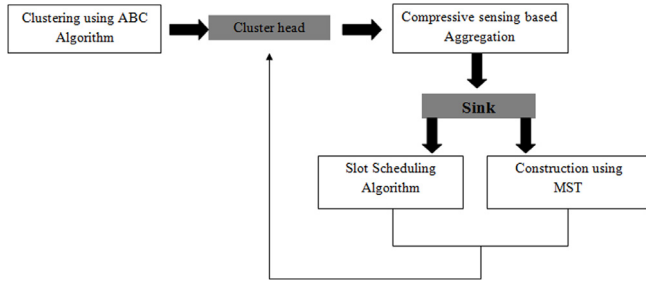 Clustering using ABC
Algorithm
Cluster head
Compressive sensing based
Aggregation
Sink
Slot Scheduling
Algorithm
Construction using
MST